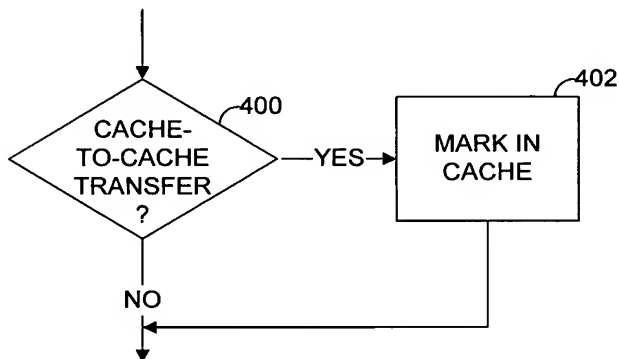 400
CACHE-
TO-CACHE
TRANSFER
?
YES
402
MARK IN
CACHE
NO